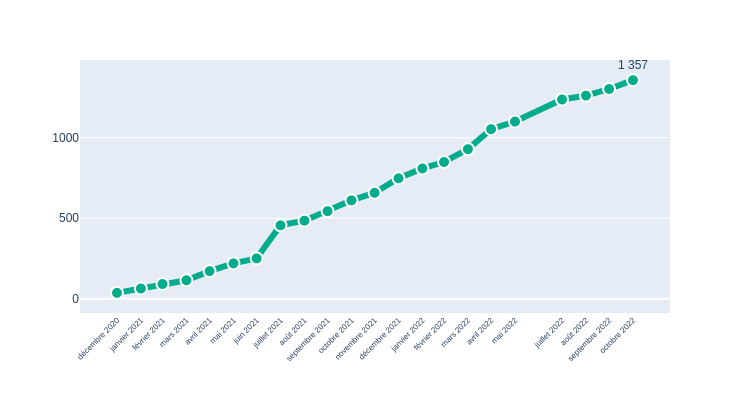 1 357
1000
500
0
décembre 2020
janvier 2021
février 2021
mars 2021
avril 2021
mai 2021
juin 2021
juillet 2021
août 2021
septembre 2021
octobre 2021
novembre 2021
décembre 2021
janvier 2022
février 2022
mars 2022
avril 2022
mai 2022
juillet 2022
août 2022
septembre 2022
octobre 2022